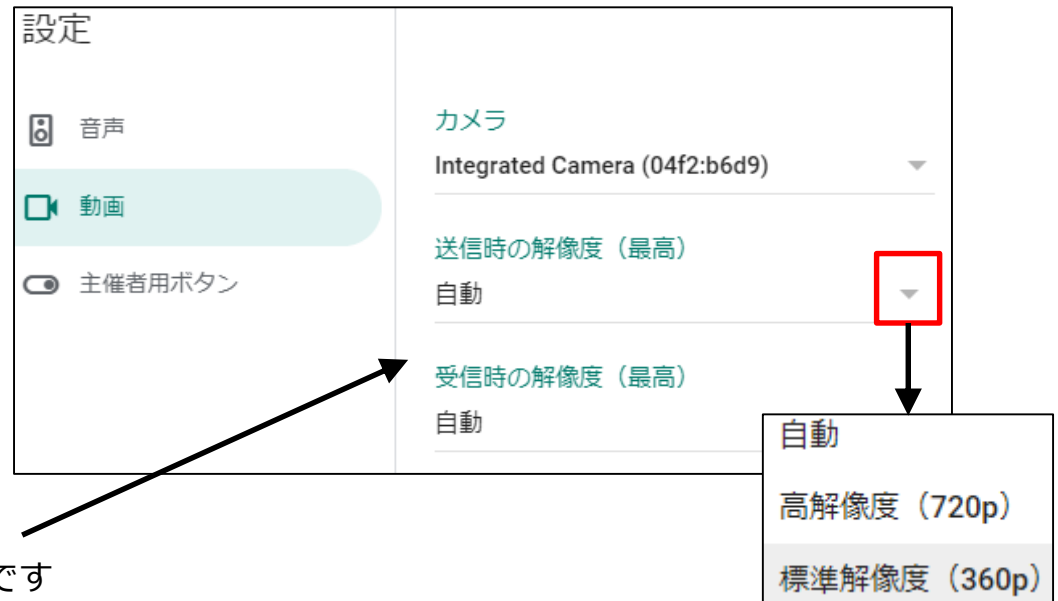 設定
音声
動画
主催者用ボタン
カメラ
Integrated Camera (04f2:b6d9)
送信時の解像度（最高）
自動
受信時の解像度（最高）
自動
自動
高解像度（720p）
標準解像度（360p）
です